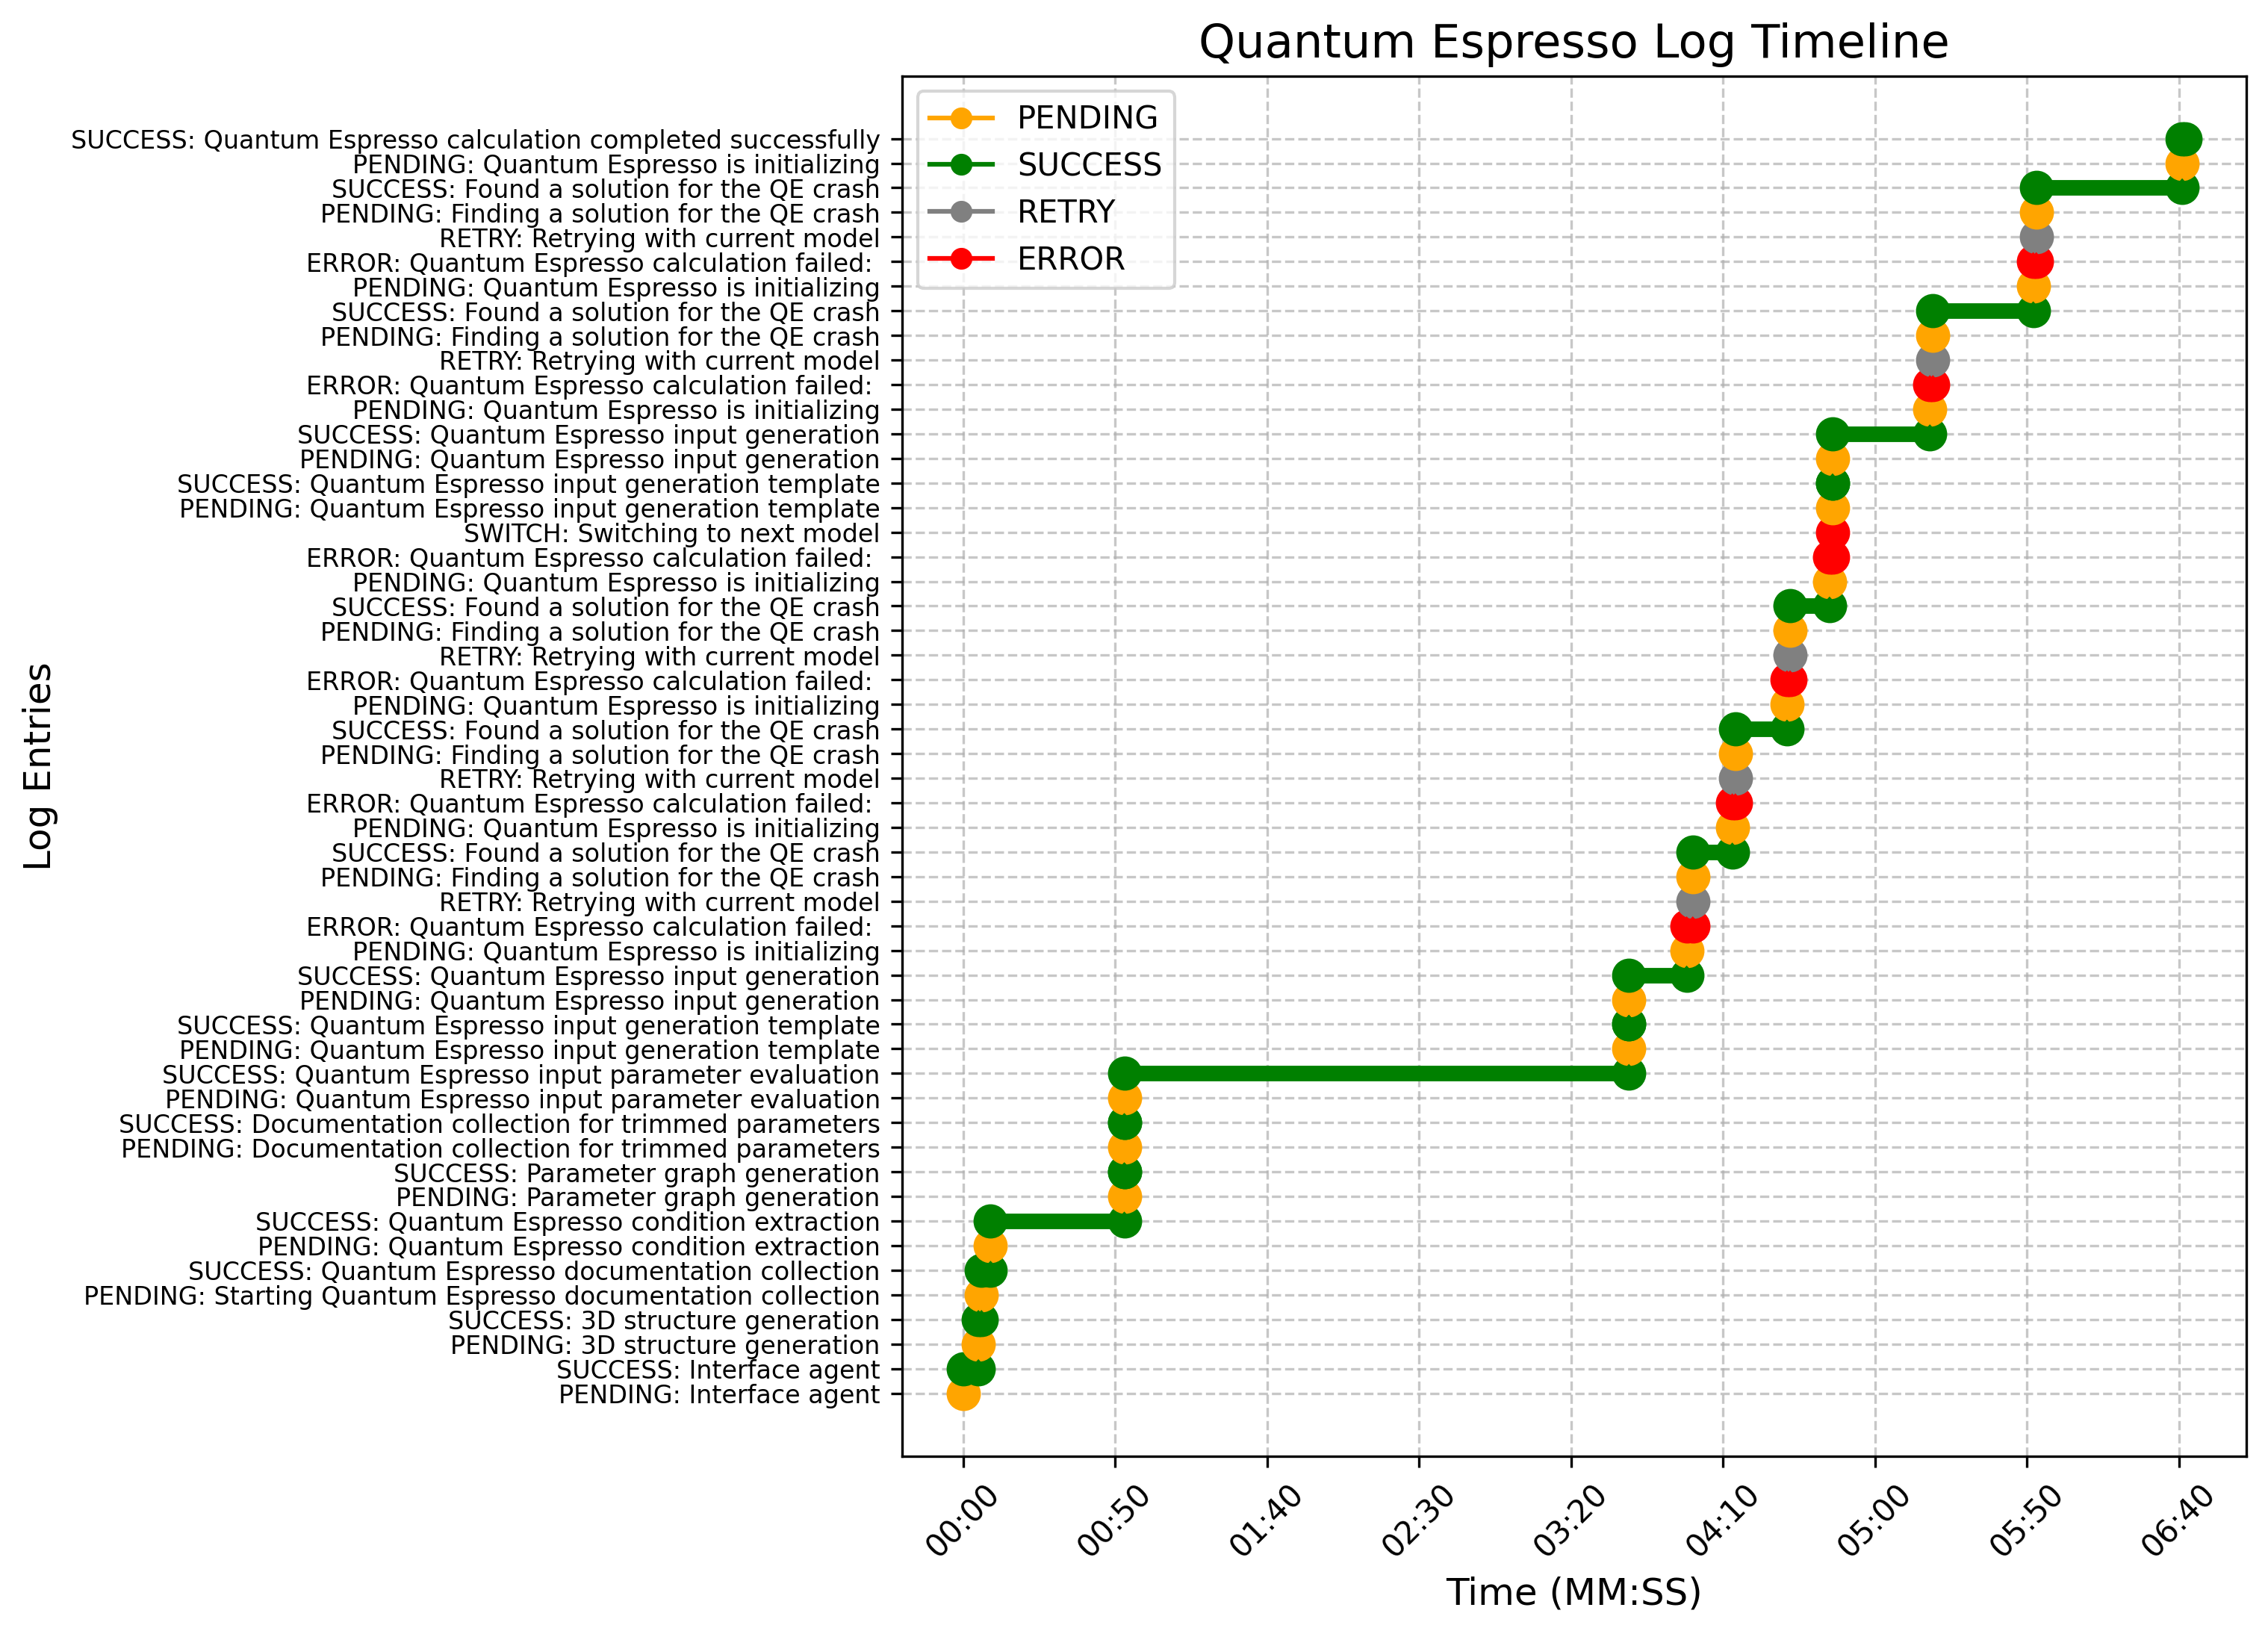 Quantum Espresso Log Timeline
PENDING
SUCCESS
RETRY
ERROR
SUCCESS: Quantum Espresso calculation completed successfully
PENDING: Quantum Espresso is initializing
SUCCESS: Found a solution for the QE crash
PENDING: Finding a solution for the QE crash
RETRY: Retrying with current model
ERROR: Quantum Espresso calculation failed:
PENDING: Quantum Espresso is initializing
SUCCESS: Found a solution for the QE crash
PENDING: Finding a solution for the QE crash
RETRY: Retrying with current model
ERROR: Quantum Espresso calculation failed:
PENDING: Quantum Espresso is initializing
SUCCESS: Quantum Espresso input generation
PENDING: Quantum Espresso input generation
SUCCESS: Quantum Espresso input generation template
PENDING: Quantum Espresso input generation template
SWITCH: Switching to next model
ERROR: Quantum Espresso calculation failed:
PENDING: Quantum Espresso is initializing
SUCCESS: Found a solution for the QE crash
PENDING: Finding a solution for the QE crash
RETRY: Retrying with current model
ERROR: Quantum Espresso calculation failed:
PENDING: Quantum Espresso is initializing
SUCCESS: Found a solution for the QE crash
PENDING: Finding a solution for the QE crash
RETRY: Retrying with current model
ERROR: Quantum Espresso calculation failed:
PENDING: Quantum Espresso is initializing
SUCCESS: Found a solution for the QE crash
PENDING: Finding a solution for the QE crash
RETRY: Retrying with current model
ERROR: Quantum Espresso calculation failed:
PENDING: Quantum Espresso is initializing
SUCCESS: Quantum Espresso input generation
PENDING: Quantum Espresso input generation
SUCCESS: Quantum Espresso input generation template
PENDING: Quantum Espresso input generation template
SUCCESS: Quantum Espresso input parameter evaluation
PENDING: Quantum Espresso input parameter evaluation
SUCCESS: Documentation collection for trimmed parameters
PENDING: Documentation collection for trimmed parameters
SUCCESS: Parameter graph generation
PENDING: Parameter graph generation
SUCCESS: Quantum Espresso condition extraction
PENDING: Quantum Espresso condition extraction
SUCCESS: Quantum Espresso documentation collection
PENDING: Starting Quantum Espresso documentation collection
SUCCESS: 3D structure generation
PENDING: 3D structure generation
SUCCESS: Interface agent
PENDING: Interface agent
Log Entries
00:00
00:50
01:40
02:30
03:20
04:10
05:00
05:50
06:40
Time (MM:SS)